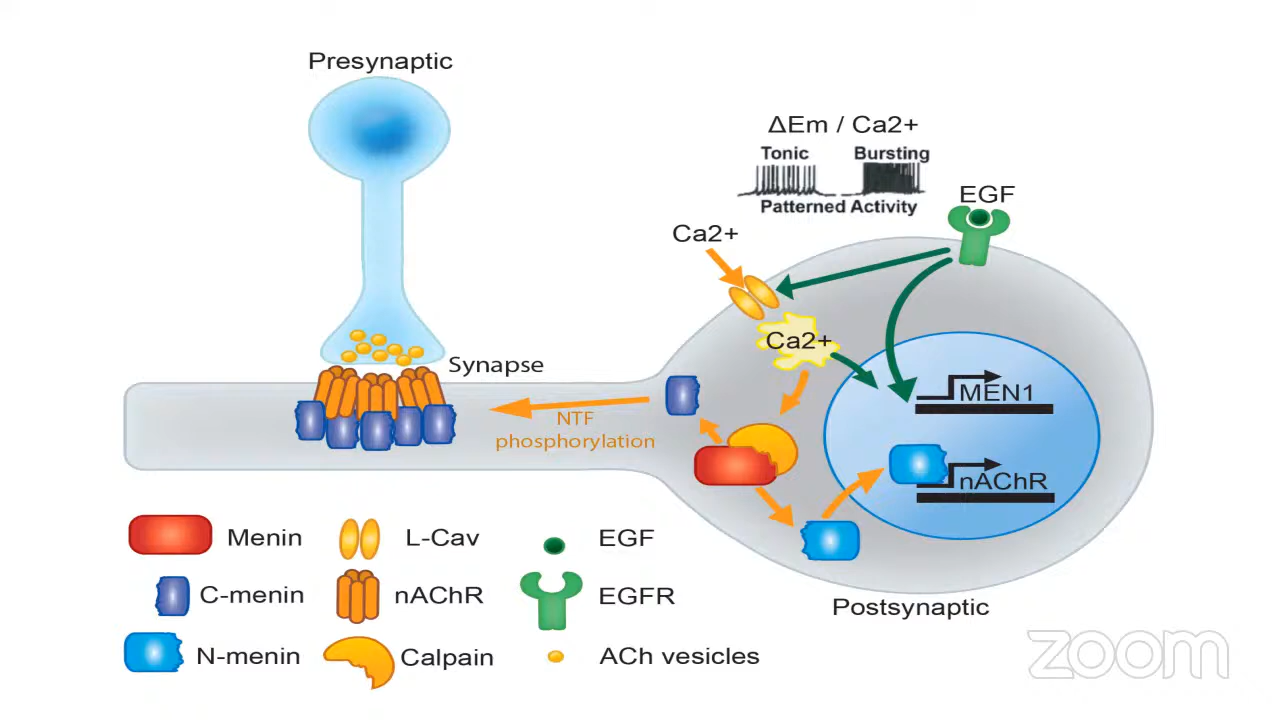 Presynaptic
ΔEm / Ca2+
Tonic
Bursting
Patterned Activity
EGF
Ca2+
Ca2+
Synapse
MEN1
NTF
phosphorylation
nAChR
Menin
L-Cav
EGF
C-menin
nAChR
EGFR
Postsynaptic
N-menin
Calpain
ACh vesicles
zoom